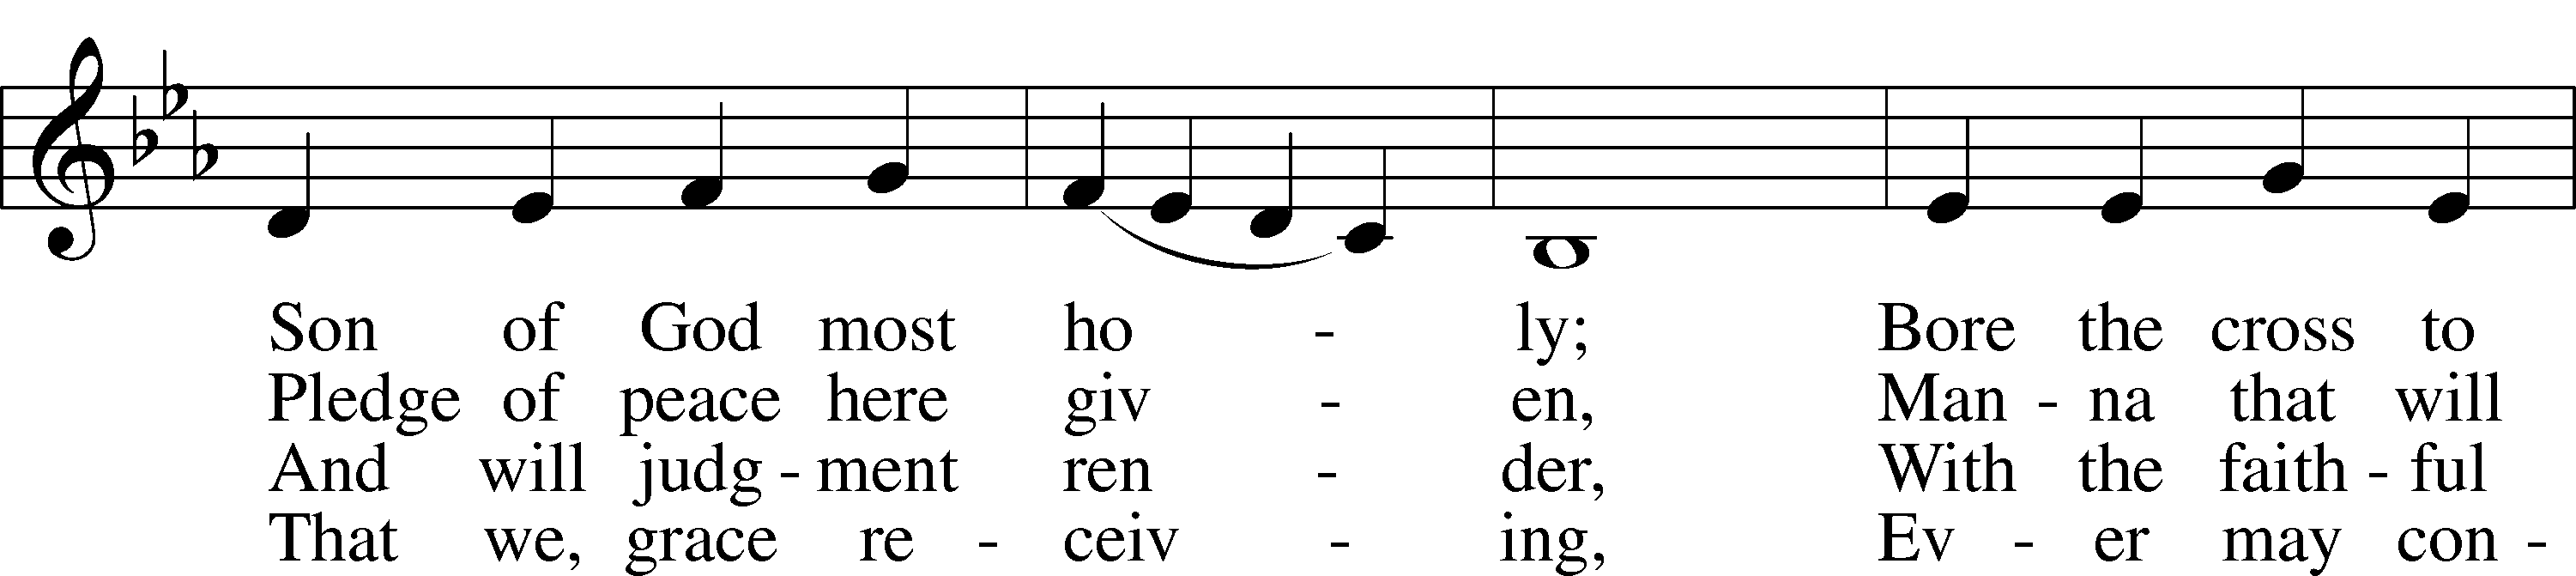 Son of God most ho - ly; Bore the cross to
Pledge of peace here giv - en, Man - na that will
And will judg - ment ren - der, With the faith - ful
That we, grace re - ceiv - ing, Ev - er may con -